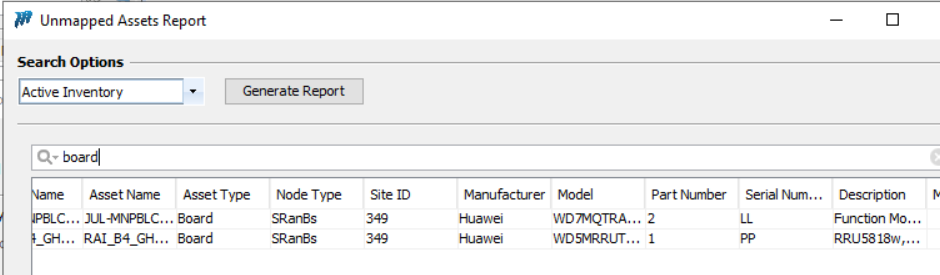 Unmapped Assets Report
Search Options
Active Inventory Generate Report
board
Name Asset Name Asset Type Node Type Site ID Manufacturer Model Part Number Serial Num... Description M
NPBLC... JUL-MNPBLC... Board SRanBs 349 Huawei WD7MQTRA... 2 LL Function Mo...
4_GH... RAI_B4_GH... Board SRanBs 349 Huawei WD5MRRUT... 1 PP RRU5818w,...